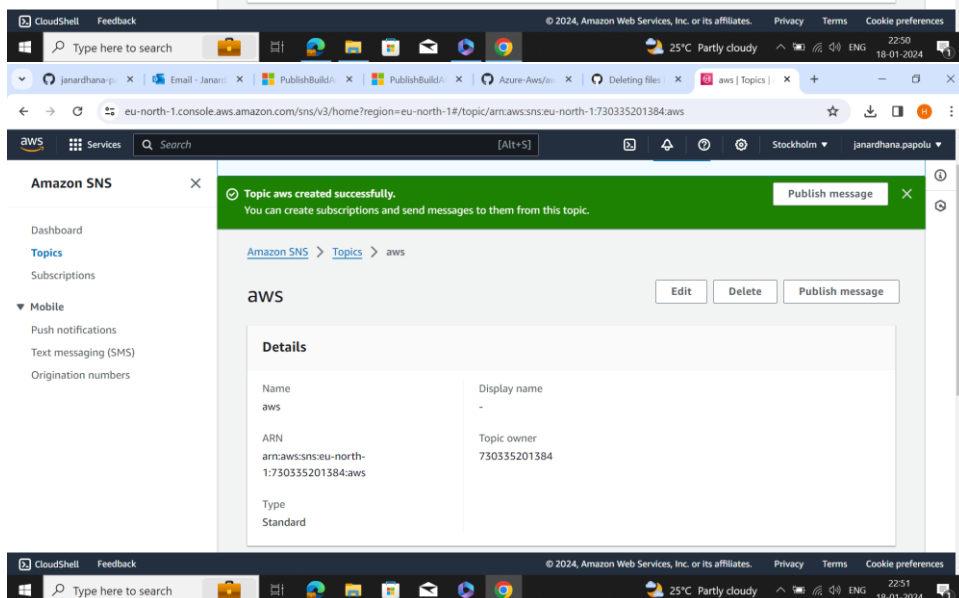 CloudShell Feedback © 2024, Amazon Web Services, Inc. or its affiliates. Privacy Terms Cookie preferences
Type here to search 25°C Partly cloudy ENG 22:50
18-01-2024
janardhana-p Email - Janard PublishBuildA PublishBuildA Azure-Aws/aw Deleting files aws | Topics |
eu-north-1.console.aws.amazon.com/sns/v3/home?region=eu-north-1#/topic/arn:aws:sns:eu-north-1:730335201384:aws H
aws Services Search [Alt+S] Stockholm janardhana.papolu
Amazon SNS
Dashboard
Topics
Subscriptions
Mobile
Push notifications
Text messaging (SMS)
Origination numbers
Topic aws created successfully. Publish message
You can create subscriptions and send messages to them from this topic.
Amazon SNS > Topics > aws
aws Edit Delete Publish message
Details
Name Display name
aws -
ARN Topic owner
arn:aws:sns:eu-north- 730335201384
1:730335201384:aws
Type
Standard
CloudShell Feedback © 2024, Amazon Web Services, Inc. or its affiliates. Privacy Terms Cookie preferences
Type here to search 25°C Partly cloudy ENG 22:51
18-01-2024